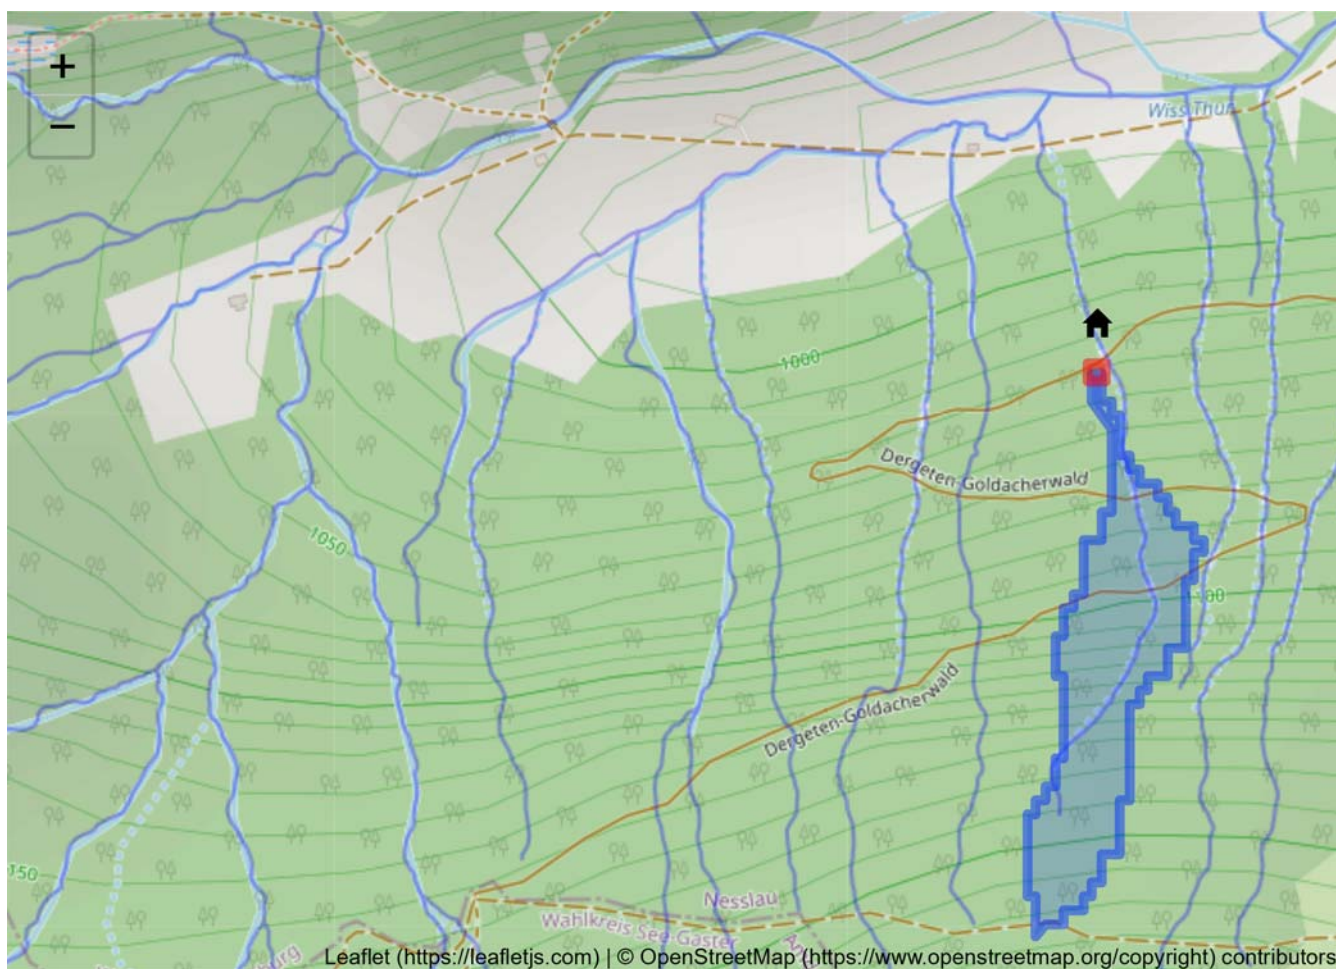 +
−
Wiss Thur
1000
Dergeten-Goldacherwald
1050
100
Dergeten-Goldacherwald
150
Nesslau
Wahlkreis See-Gaster
burg
Leaflet (https://leafletjs.com) | © OpenStreetMap (https://www.openstreetmap.org/copyright) contributors